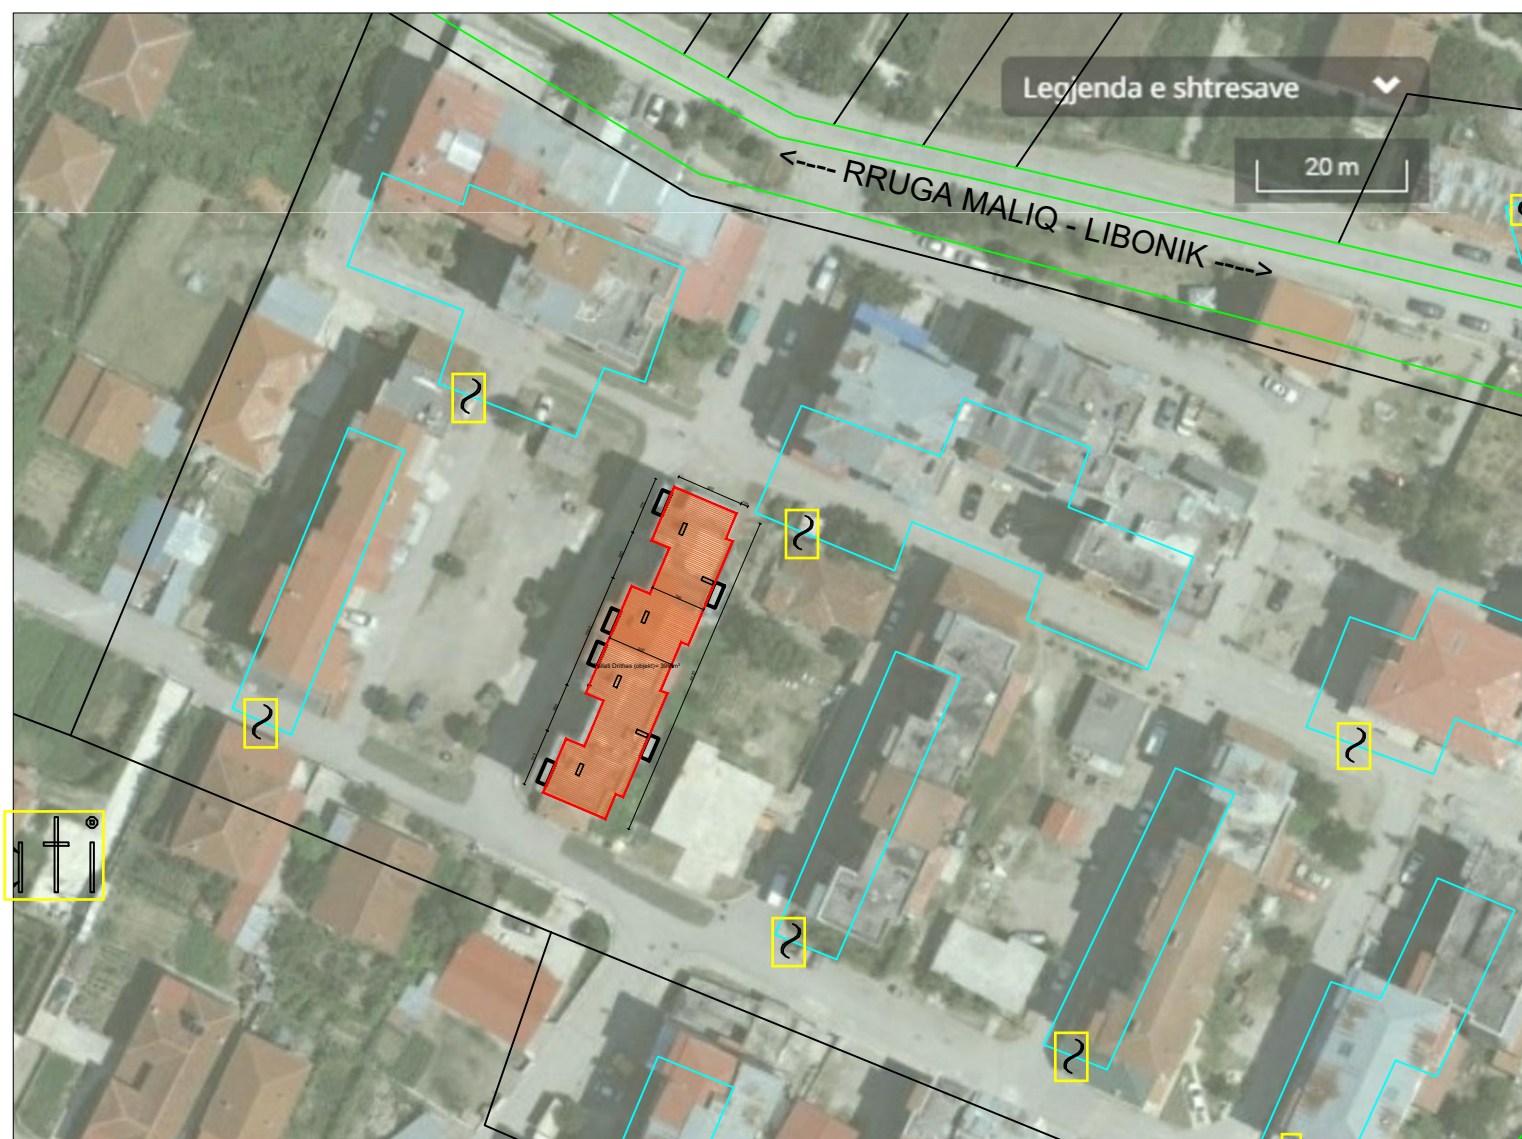 Legjenda e shtresave
20 m
<---- RRUGA MALIQ - LIBONIK ---->